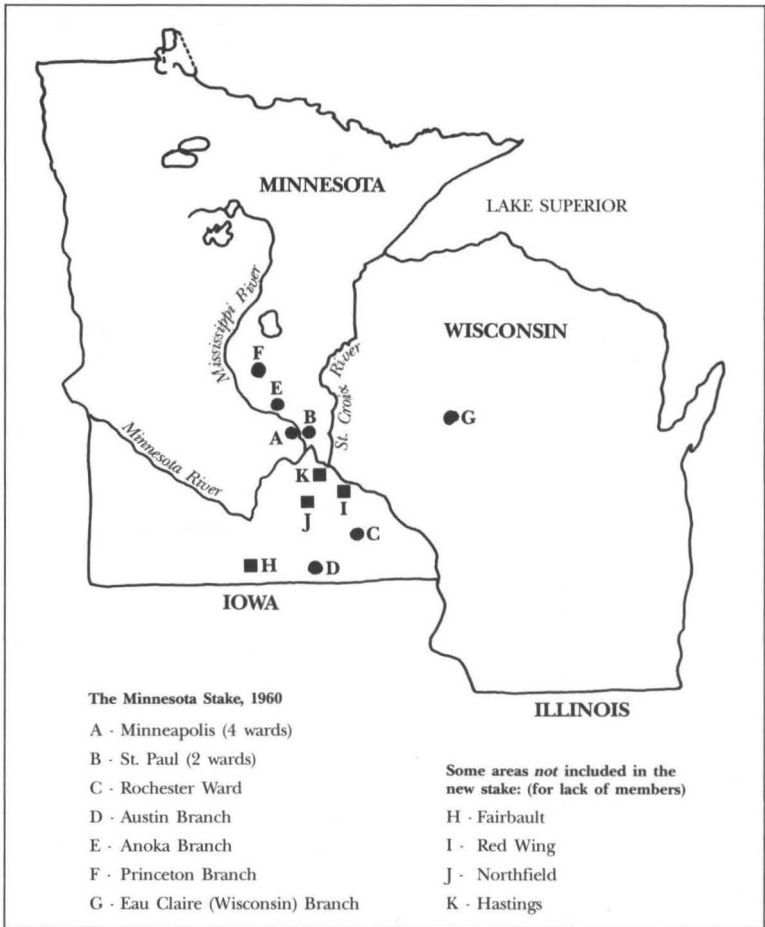 MINNESOTA
LAKE SUPERIOR
Mississippi River
WISCONSIN
F
St. Croix River
E
G
A
B
Minnesota River
K
I
J
C
H
D
IOWA
ILLINOIS
The Minnesota Stake, 1960
A - Minneapolis (4 wards)
B - St. Paul (2 wards)
C - Rochester Ward
D - Austin Branch
E - Anoka Branch
F - Princeton Branch
G - Eau Claire (Wisconsin) Branch
Some areas not included in the
new stake: (for lack of members)
H - Fairbault
I - Red Wing
J - Northfield
K - Hastings